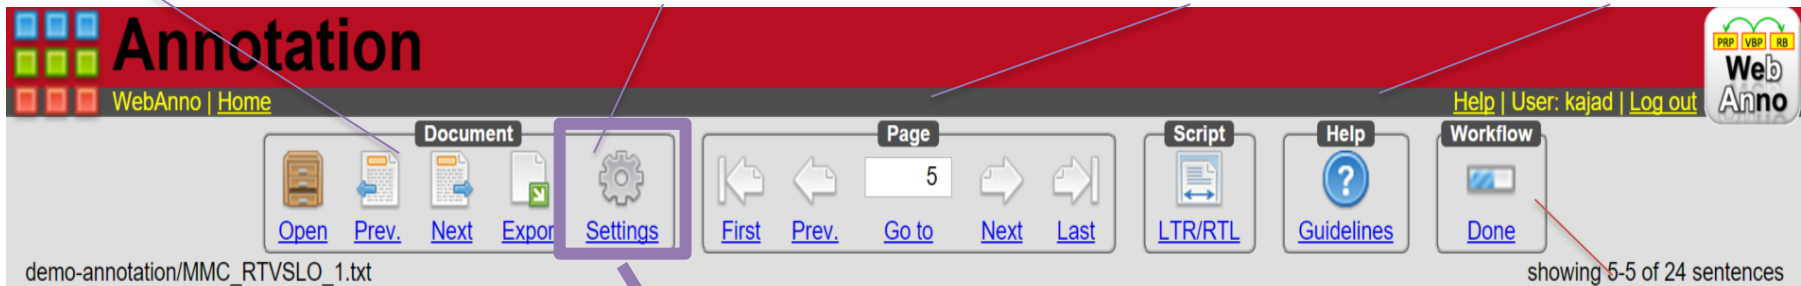 Annotation
PRP VBP RB
Web
Anno
WebAnno | Home
Help | User: kajad | Log out
Document
Page
Script
Help
Workflow
5
Open
Prev.
Next
Expor
Settings
First
Prev.
Go to
Next
Last
LTR/RTL
Guidelines
Done
demo-annotation/MMC_RTVSLO_1.txt
showing 5-5 of 24 sentences